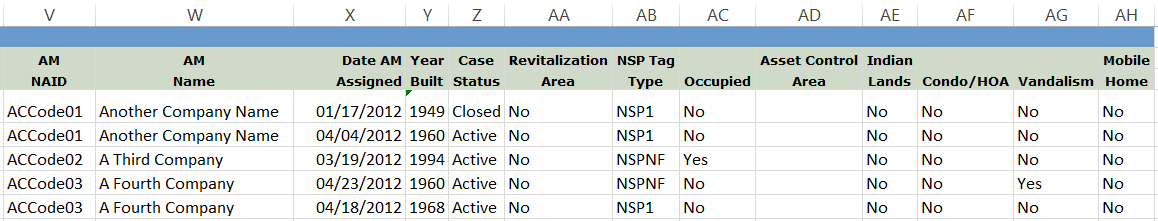 V W X Y Z AA AB AC AD AE AF AG AH
AM AM Date AM Year Case Revitalization NSP Tag Asset Control Indian Mobile
NAID Name Assigned Built Status Area Type Occupied Area Lands Condo/HOA Vandalism Home
ACCode01 Another Company Name 01/17/2012 1949 Closed No NSP1 No No No No No
ACCode01 Another Company Name 04/04/2012 1960 Active No NSP1 No No No No No
ACCode02 A Third Company 03/19/2012 1994 Active No NSPNF Yes No No No No
ACCode03 A Fourth Company 04/23/2012 1960 Active No NSPNF No No No Yes No
ACCode03 A Fourth Company 04/18/2012 1968 Active No NSP1 No No No No No